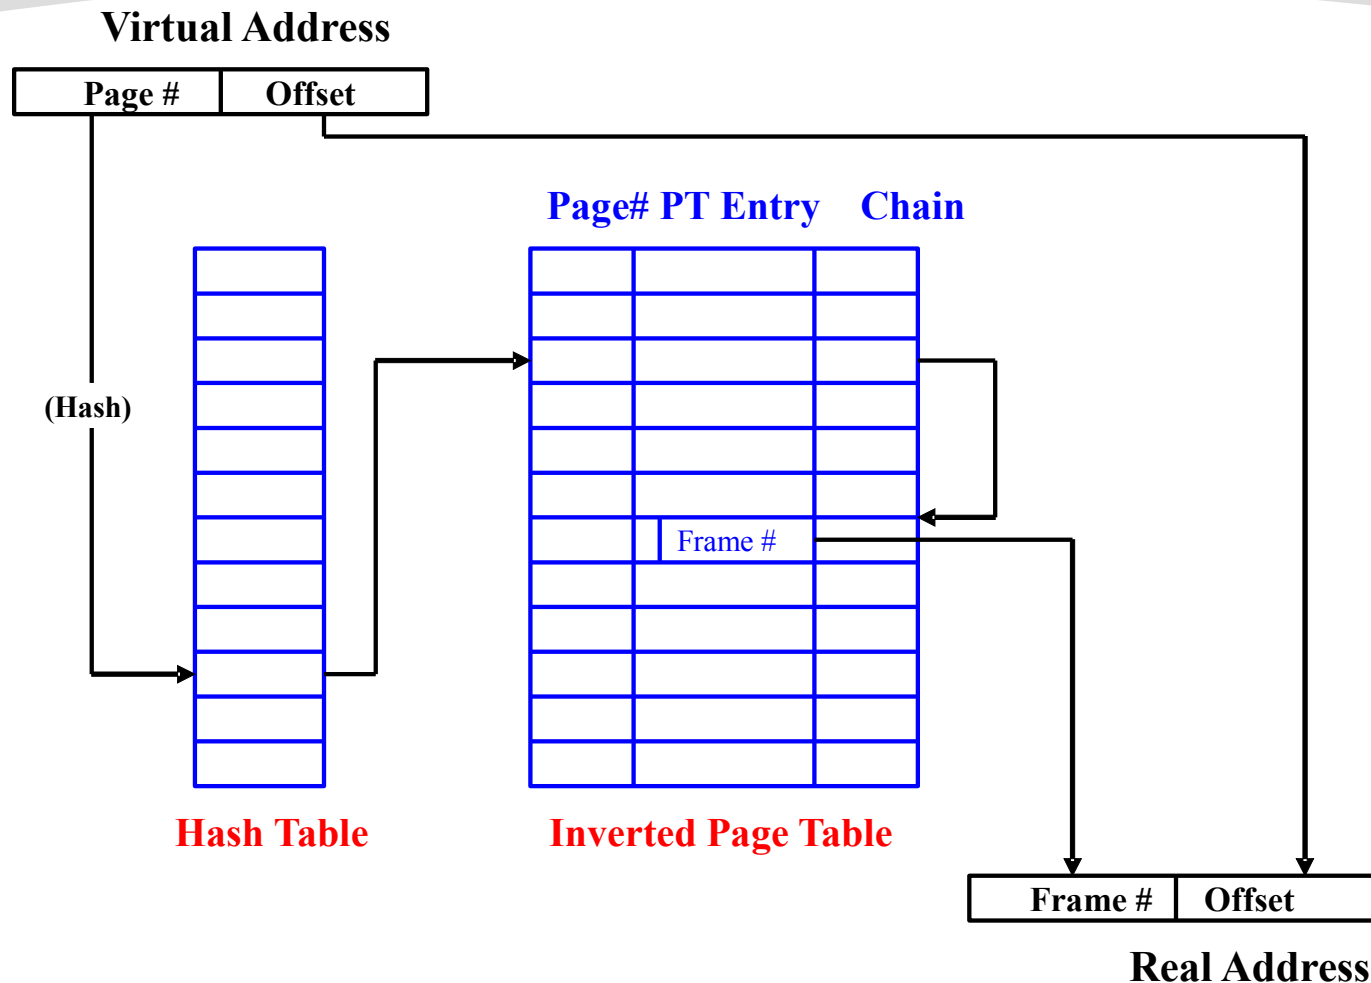 Virtual Address
Page #
Offset
Page# PT Entry Chain
(Hash)
Frame #
Hash Table
Inverted Page Table
Frame #
Offset
Real Address